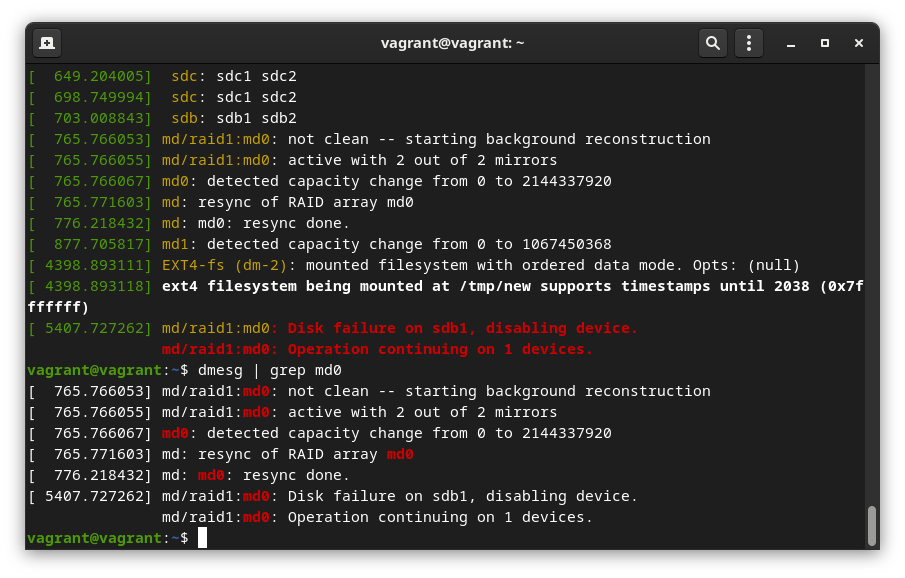 vagrant@vagrant: ~
[  649.204005]  sdc: sdc1 sdc2
[  698.749994]  sdc: sdc1 sdc2
[  703.008843]  sdb: sdb1 sdb2
[  765.766053] md/raid1:md0: not clean -- starting background reconstruction
[  765.766055] md/raid1:md0: active with 2 out of 2 mirrors
[  765.766067] md0: detected capacity change from 0 to 2144337920
[  765.771603] md: resync of RAID array md0
[  776.218432] md: md0: resync done.
[  877.705817] md1: detected capacity change from 0 to 1067450368
[ 4398.893111] EXT4-fs (dm-2): mounted filesystem with ordered data mode. Opts: (null)
[ 4398.893118] ext4 filesystem being mounted at /tmp/new supports timestamps until 2038 (0x7f
ffffff)
[ 5407.727262] md/raid1:md0: Disk failure on sdb1, disabling device.
               md/raid1:md0: Operation continuing on 1 devices.
vagrant@vagrant:~$ dmesg | grep md0
[  765.766053] md/raid1:md0: not clean -- starting background reconstruction
[  765.766055] md/raid1:md0: active with 2 out of 2 mirrors
[  765.766067] md0: detected capacity change from 0 to 2144337920
[  765.771603] md: resync of RAID array md0
[  776.218432] md: md0: resync done.
[ 5407.727262] md/raid1:md0: Disk failure on sdb1, disabling device.
               md/raid1:md0: Operation continuing on 1 devices.
vagrant@vagrant:~$